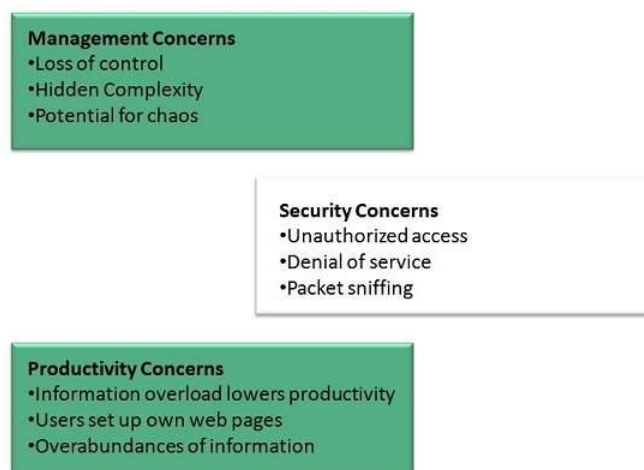 Management Concerns
•Loss of control
•Hidden Complexity
•Potential for chaos
Security Concerns
•Unauthorized access
•Denial of service
•Packet sniffing
Productivity Concerns
•Information overload lowers productivity
•Users set up own web pages
•Overabundances of information